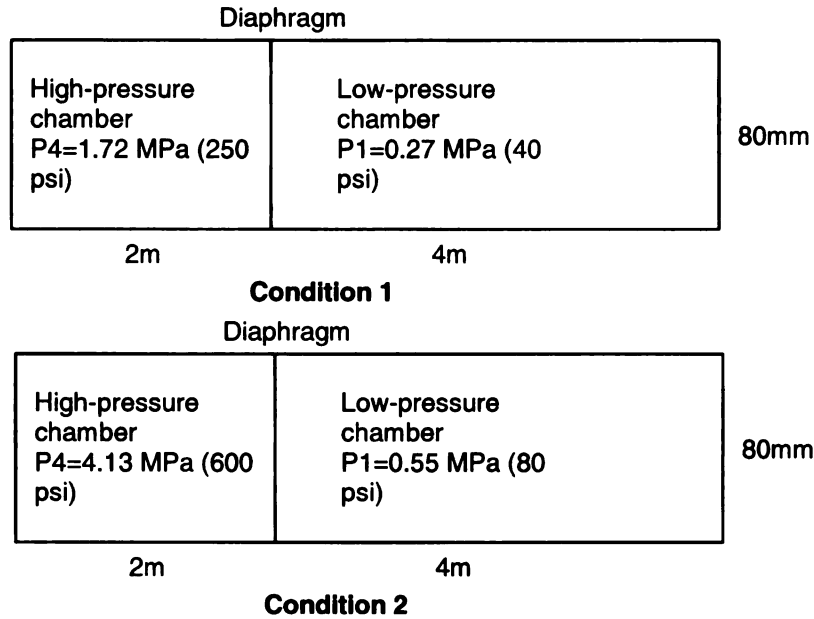 Diaphragm
High-pressure
chamber
P4=1.72 MPa (250
psi)
Low-pressure
chamber
P1=0.27 MPa (40
psi)
80mm
2m
4m
Condition 1
Diaphragm
High-pressure
chamber
P4=4.13 MPa (600
psi)
Low-pressure
chamber
P1=0.55 MPa (80
psi)
80mm
2m
4m
Condition 2